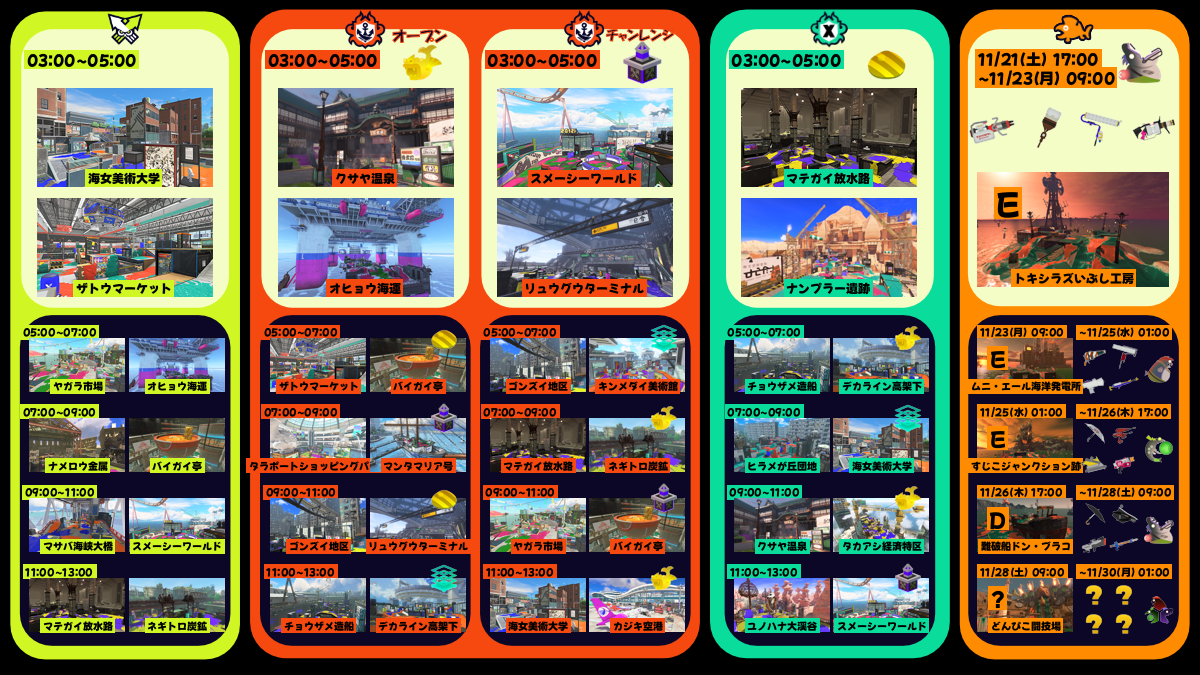 03:00~05:00
海女美術大学
ザトウマーケット
05:00~07:00
ヤガラ市場
オヒョウ海運
07:00~09:00
ナメロウ金属
バイガイ亭
09:00~11:00
マサバ海峡大橋
スメーシーワールド
11:00~13:00
マテガイ放水路
ネギトロ炭鉱
オープン
03:00~05:00
クサヤ温泉
オヒョウ海運
05:00~07:00
ザトウマーケット
バイガイ亭
07:00~09:00
タラポートショッピングパ
マンタマリア号
09:00~11:00
ゴンズイ地区
リュウグウターミナル
11:00~13:00
チョウザメ造船
デカライン高架下
チャンレンジ
03:00~05:00
スメーシーワールド
リュウグウターミナル
05:00~07:00
ゴンズイ地区
キンメダイ美術館
07:00~09:00
マテガイ放水路
ネギトロ炭鉱
09:00~11:00
ヤガラ市場
バイガイ亭
11:00~13:00
海女美術大学
カジキ空港
X
03:00~05:00
マテガイ放水路
ナンプラー遺跡
05:00~07:00
チョウザメ造船
デカライン高架下
07:00~09:00
ヒラメが丘団地
海女美術大学
09:00~11:00
クサヤ温泉
タカアシ経済特区
11:00~13:00
ユノハナ大渓谷
スメーシーワールド
11/21(土) 17:00
~11/23(月) 09:00
E
トキシラズいぶし工房
11/23(月) 09:00
~11/25(水) 01:00
E
ムニ・エール海洋発電所
11/25(水) 01:00
~11/26(木) 17:00
E
すじこジャンクション跡
11/26(木) 17:00
~11/28(土) 09:00
D
難破船ドン・ブラコ
11/28(土) 09:00
~11/30(月) 01:00
?
? ?
? ?
どんぴこ闘技場